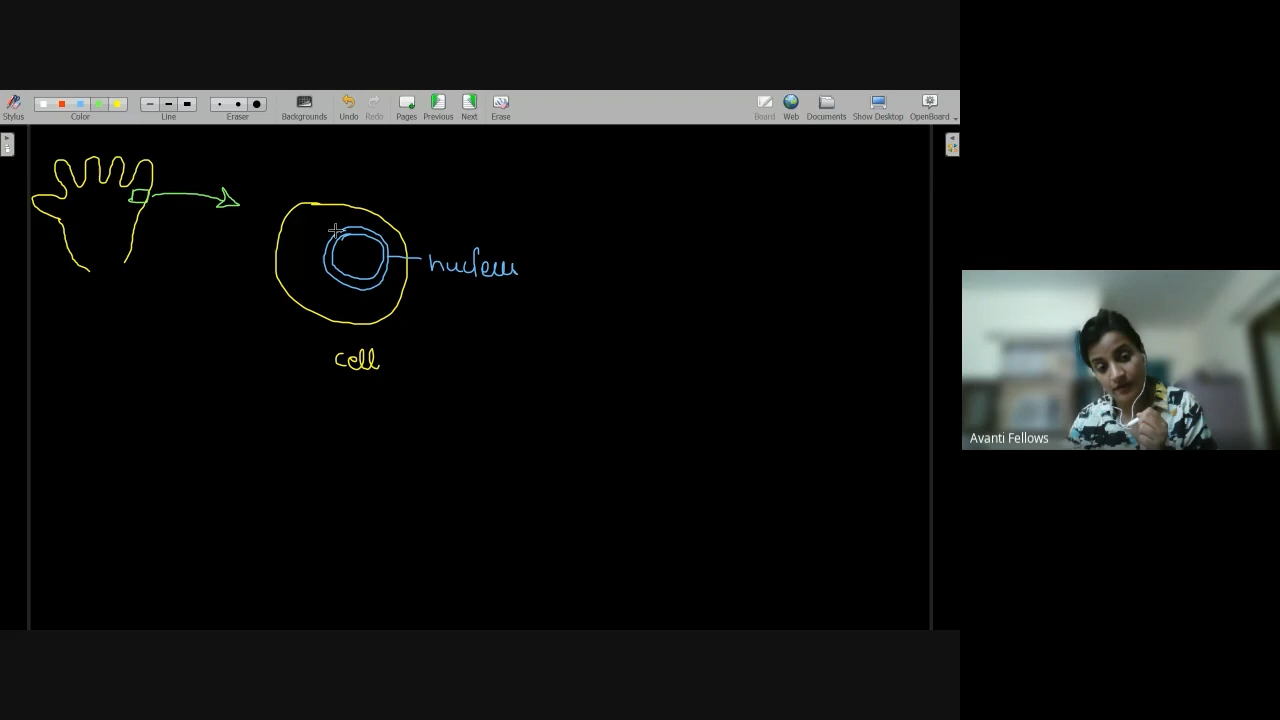 Stylus
Color
Line
Eraser
Backgrounds
Undo
Redo
Pages
Previous
Next
Erase
Board
Web
Documents
Show Desktop
OpenBoard
nucleus
cell
Avanti Fellows